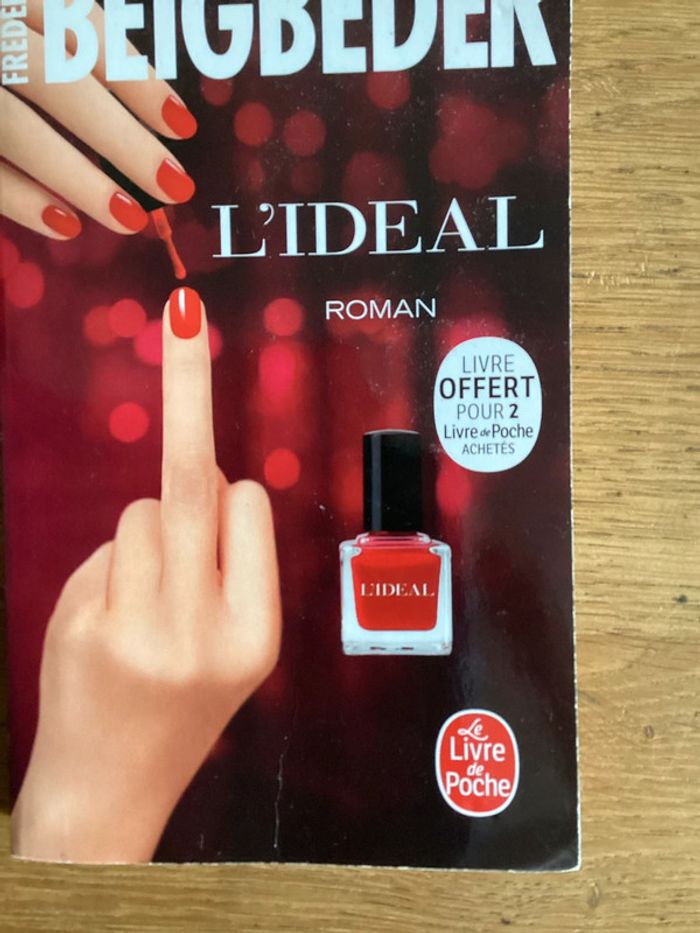 FREDE
BEIGBEDER
L'IDEAL
ROMAN
LIVRE
OFFERT
POUR 2
Livre de Poche
ACHETÉS
L'IDEAL
Le
Livre
de
Poche